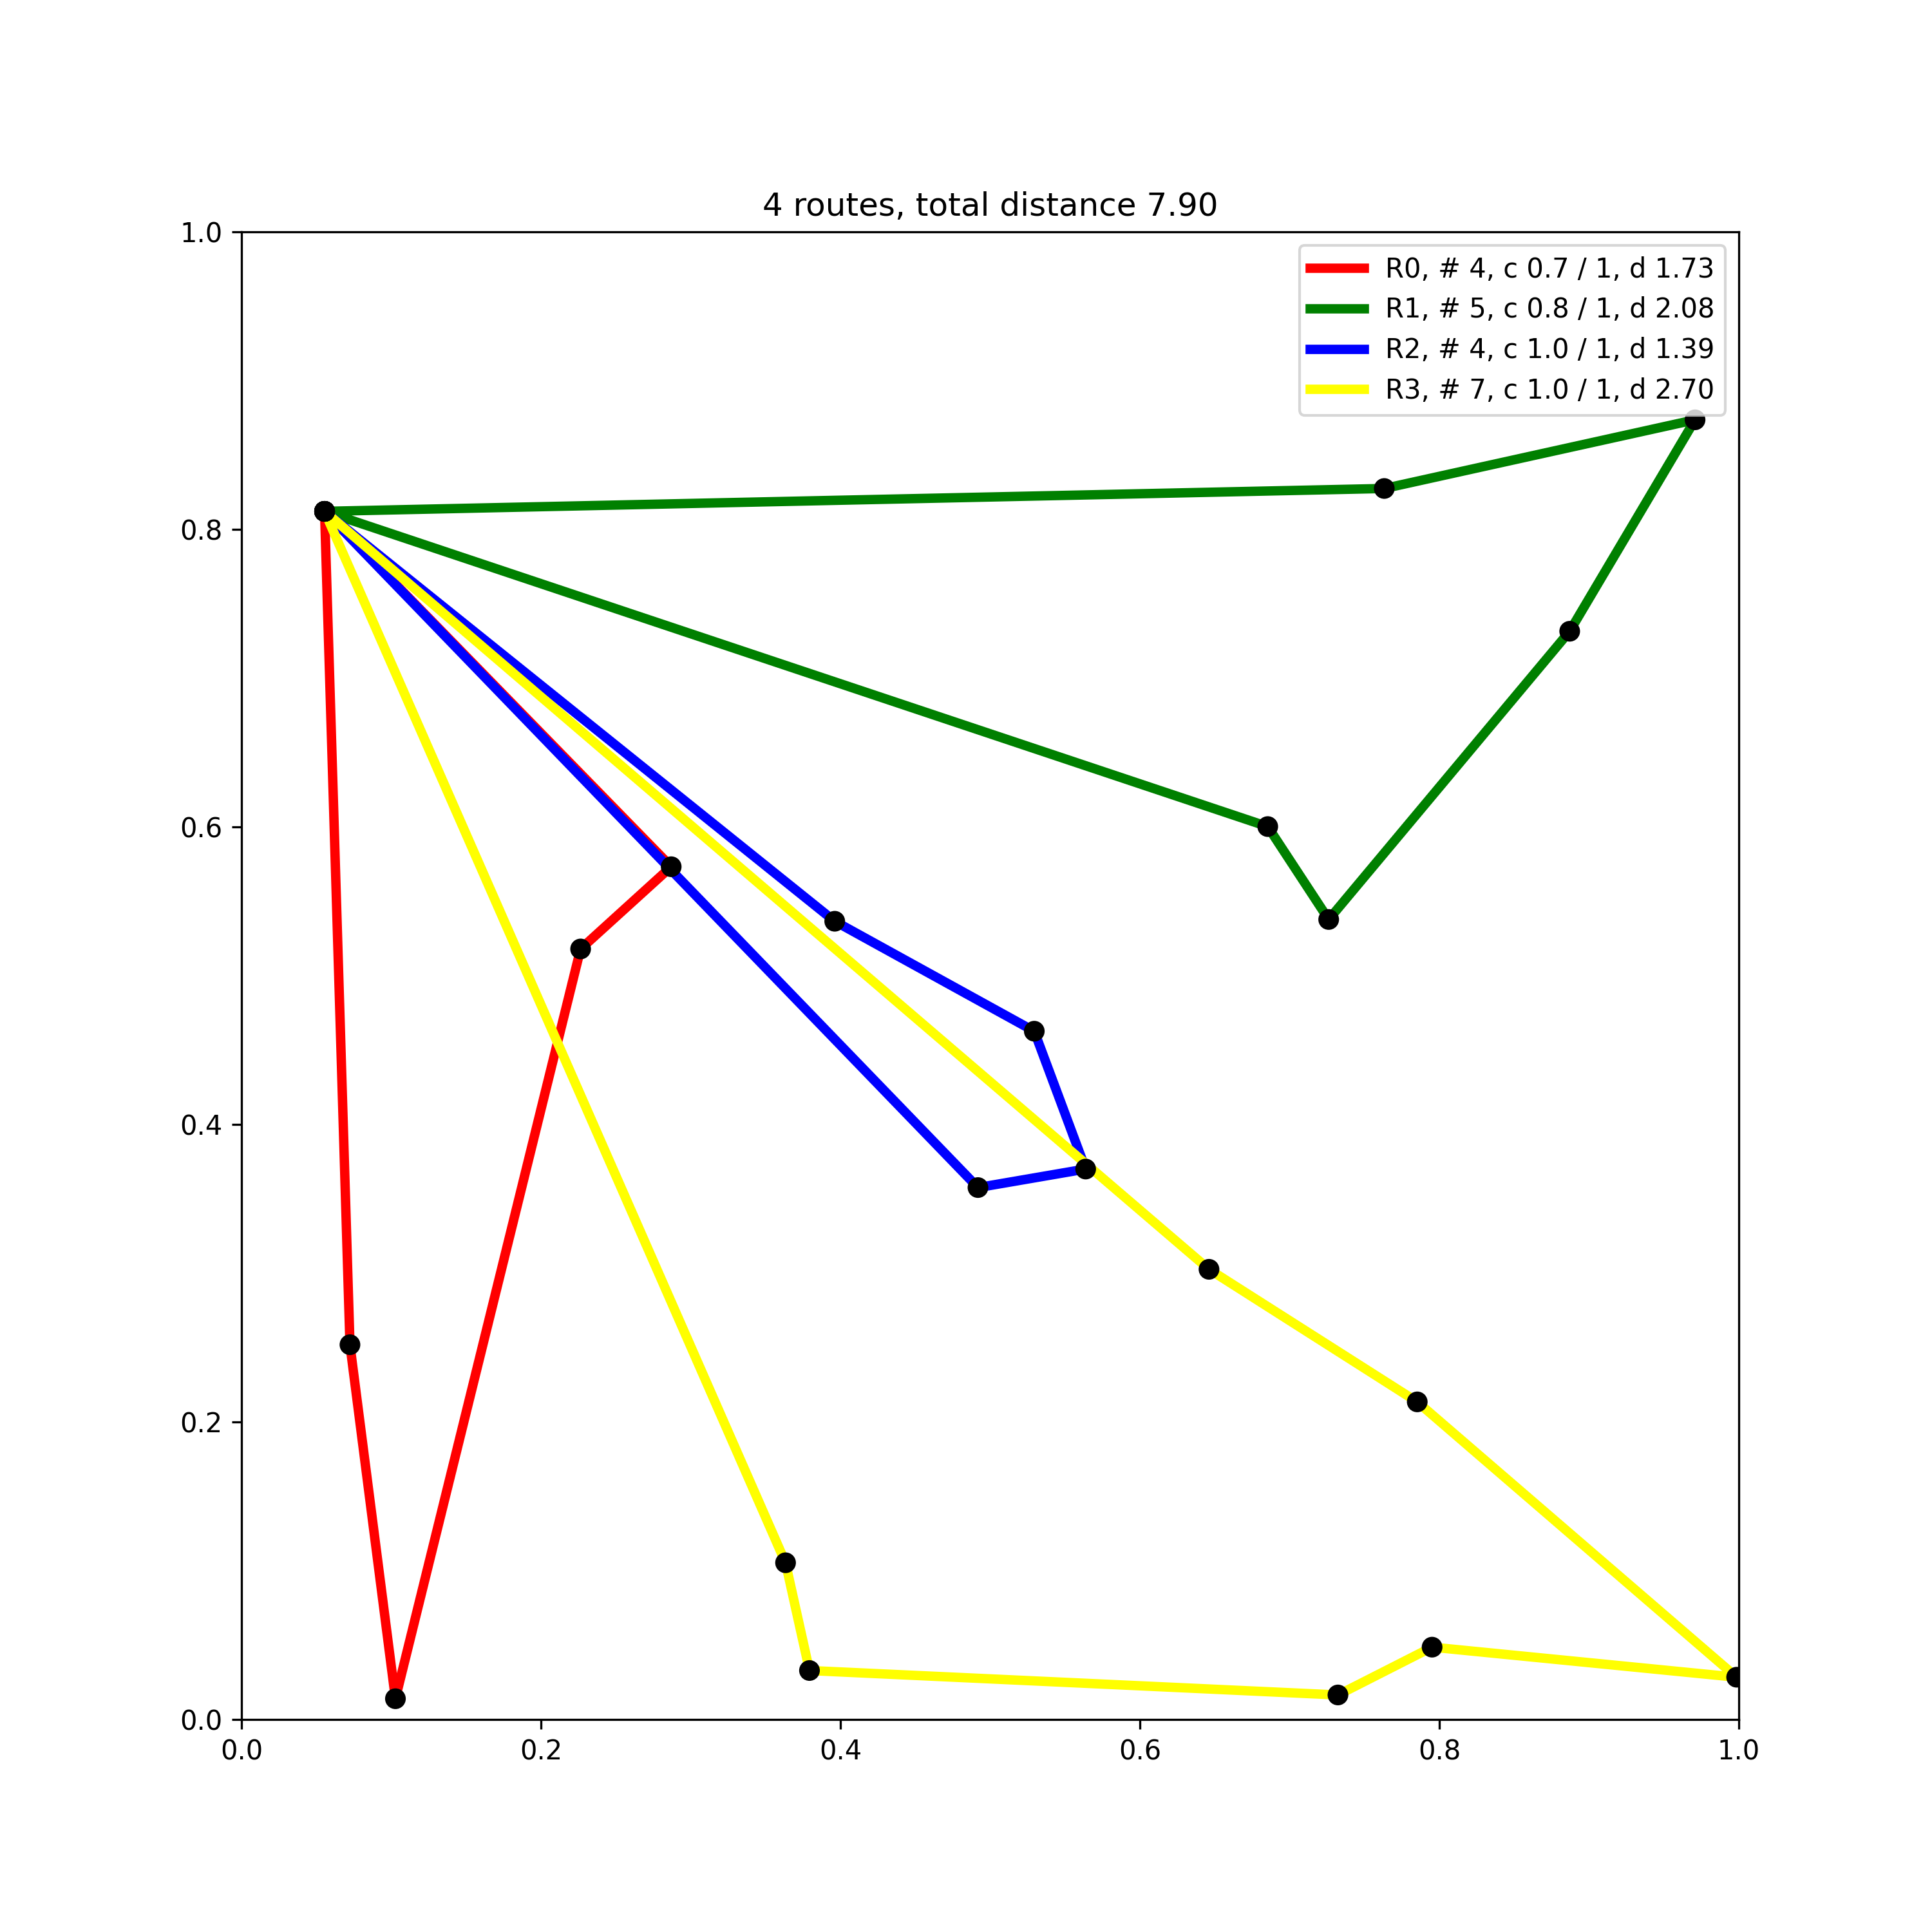 4 routes, total distance 7.90
R0, # 4, c 0.7 / 1, d 1.73
R1, # 5, c 0.8 / 1, d 2.08
R2, # 4, c 1.0 / 1, d 1.39
R3, # 7, c 1.0 / 1, d 2.70
1.0
0.8
0.6
0.4
0.2
0.0
0.0 0.2 0.4 0.6 0.8 1.0